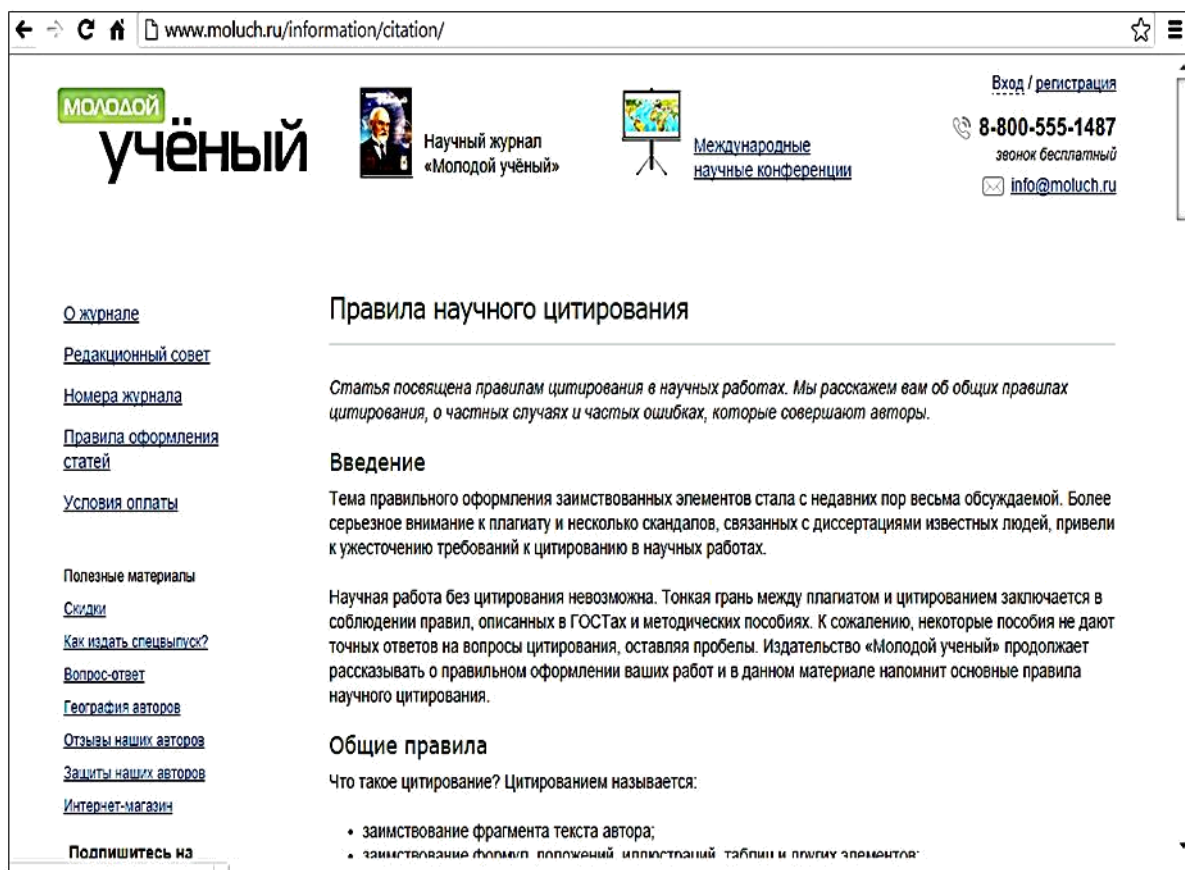 www.moluch.ru/information/citation/
молодой
учёный
Научный журнал
«Молодой учёный»
Международные
научные конференции
Вход / регистрация
8-800-555-1487
звонок бесплатный
info@moluch.ru
О журнале
Редакционный совет
Номера журнала
Правила оформления
статей
Условия оплаты
Полезные материалы
Скидки
Как издать спецвыпуск?
Вопрос-ответ
География авторов
Отзывы наших авторов
Защиты наших авторов
Интернет-магазин
Подпишитесь на
Правила научного цитирования
Статья посвящена правилам цитирования в научных работах. Мы расскажем вам об общих правилах
цитирования, о частных случаях и частых ошибках, которые совершают авторы.
Введение
Тема правильного оформления заимствованных элементов стала с недавних пор весьма обсуждаемой. Более
серьезное внимание к плагиату и несколько скандалов, связанных с диссертациями известных людей, привели
к ужесточению требований к цитированию в научных работах.
Научная работа без цитирования невозможна. Тонкая грань между плагиатом и цитированием заключается в
соблюдении правил, описанных в ГОСТах и методических пособиях. К сожалению, некоторые пособия не дают
точных ответов на вопросы цитирования, оставляя пробелы. Издательство «Молодой ученый» продолжает
рассказывать о правильном оформлении ваших работ и в данном материале напомнит основные правила
научного цитирования.
Общие правила
Что такое цитирование? Цитированием называется:
• заимствование фрагмента текста автора;
• заимствование формул, положений, иллюстраций, таблиц и других элементов;